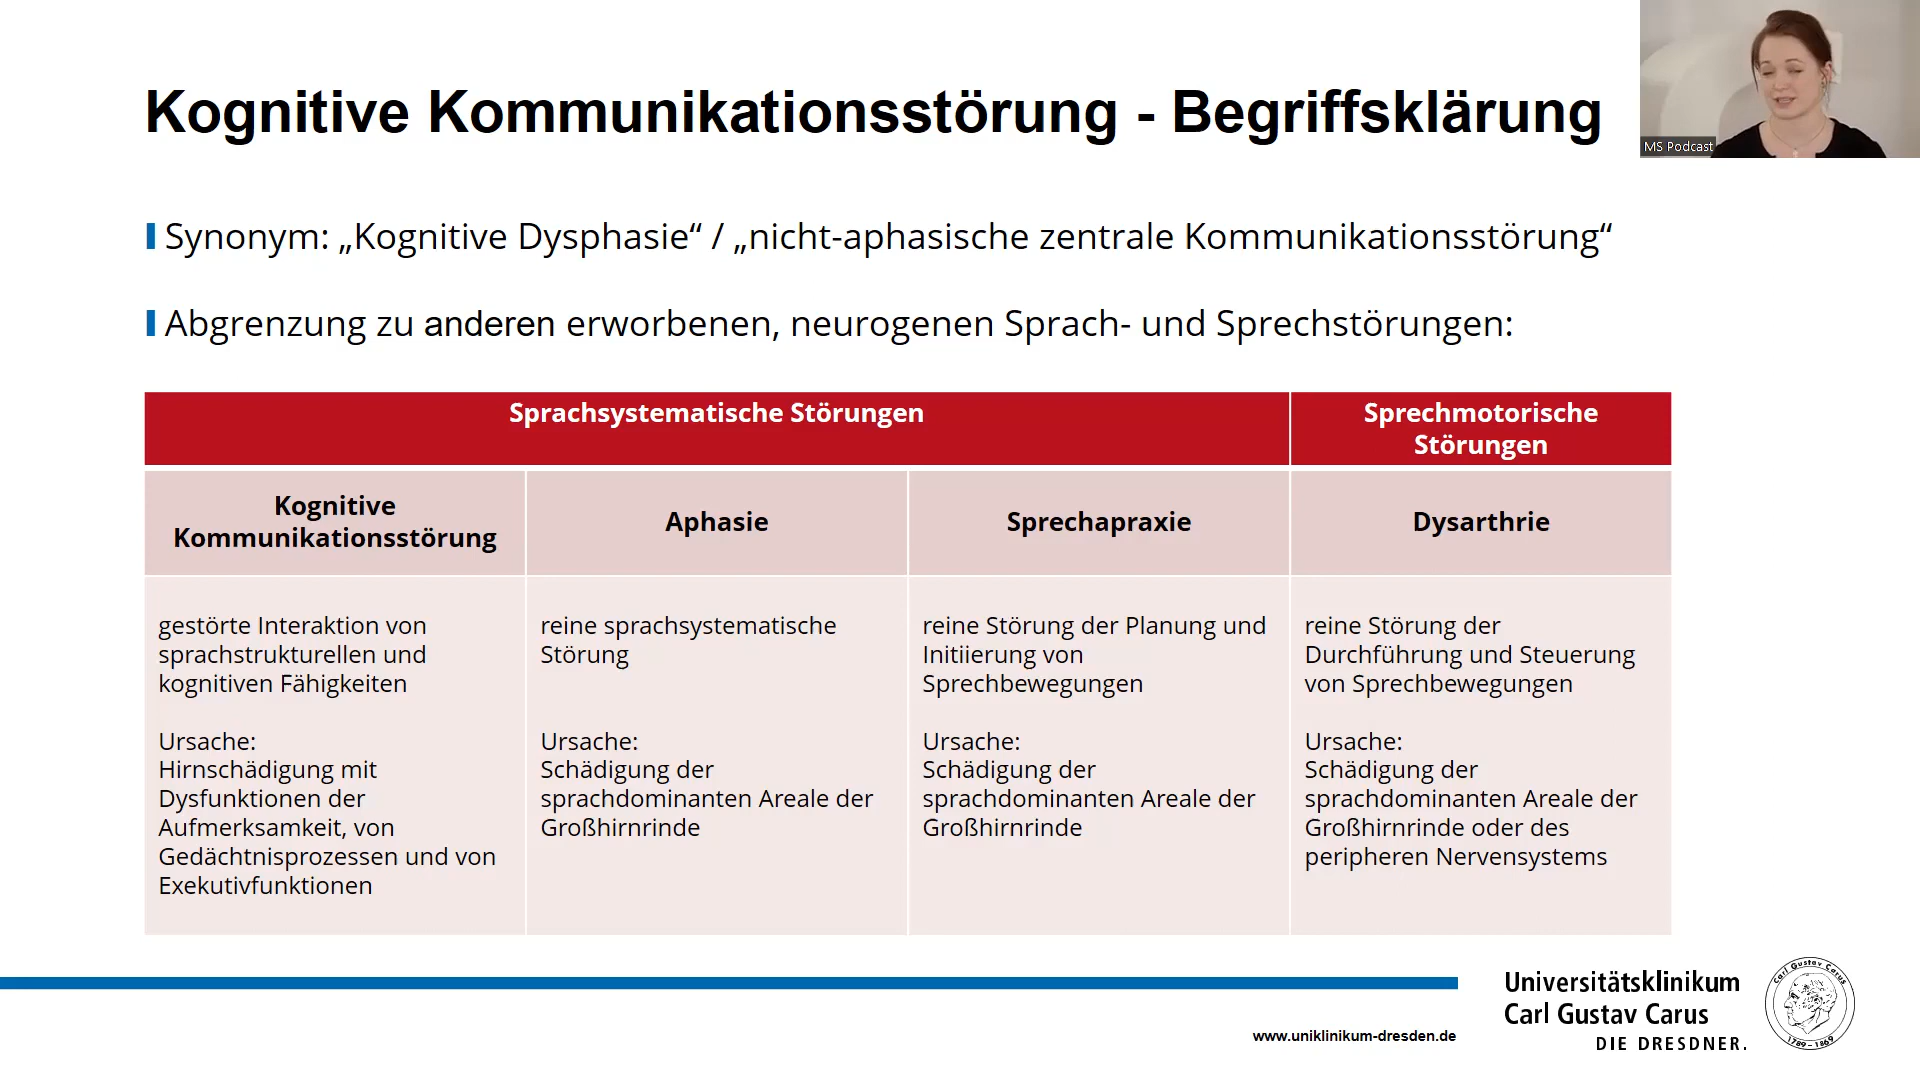 Kognitive Kommunikationsstörung - Begriffsklärung
MS Podcast
Synonym: „Kognitive Dysphasie“ / „nicht-aphasische zentrale Kommunikationsstörung“
Abgrenzung zu anderen erworbenen, neurogenen Sprach- und Sprechstörungen:
Sprachsystematische Störungen
Sprechmotorische
Störungen
Kognitive
Kommunikationsstörung
Aphasie
Sprechapraxie
Dysarthrie
gestörte Interaktion von
sprachstrukturellen und
kognitiven Fähigkeiten
Ursache:
Hirnschädigung mit
Dysfunktionen der
Aufmerksamkeit, von
Gedächtnisprozessen und von
Exekutivfunktionen
reine sprachsystematische
Störung
Ursache:
Schädigung der
sprachdominanten Areale der
Großhirnrinde
reine Störung der Planung und
Initiierung von
Sprechbewegungen
Ursache:
Schädigung der
sprachdominanten Areale der
Großhirnrinde
reine Störung der
Durchführung und Steuerung
von Sprechbewegungen
Ursache:
Schädigung der
sprachdominanten Areale der
Großhirnrinde oder des
peripheren Nervensystems
www.uniklinikum-dresden.de
Universitätsklinikum
Carl Gustav Carus
DIE DRESDNER.
Carl Gustav Carus
1789-1869